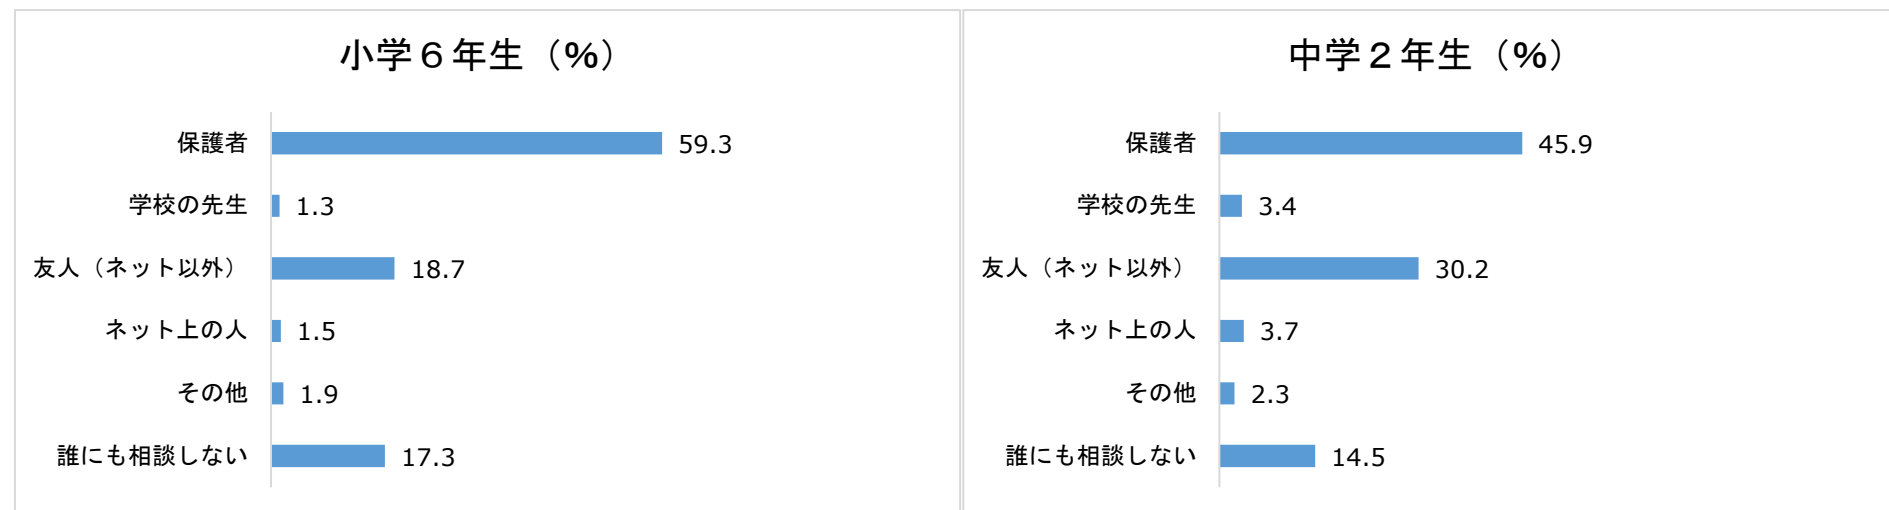 小学６年生（%）
保護者 59.3
学校の先生 1.3
友人（ネット以外） 18.7
ネット上の人 1.5
その他 1.9
誰にも相談しない 17.3
中学２年生（%）
保護者 45.9
学校の先生 3.4
友人（ネット以外） 30.2
ネット上の人 3.7
その他 2.3
誰にも相談しない 14.5